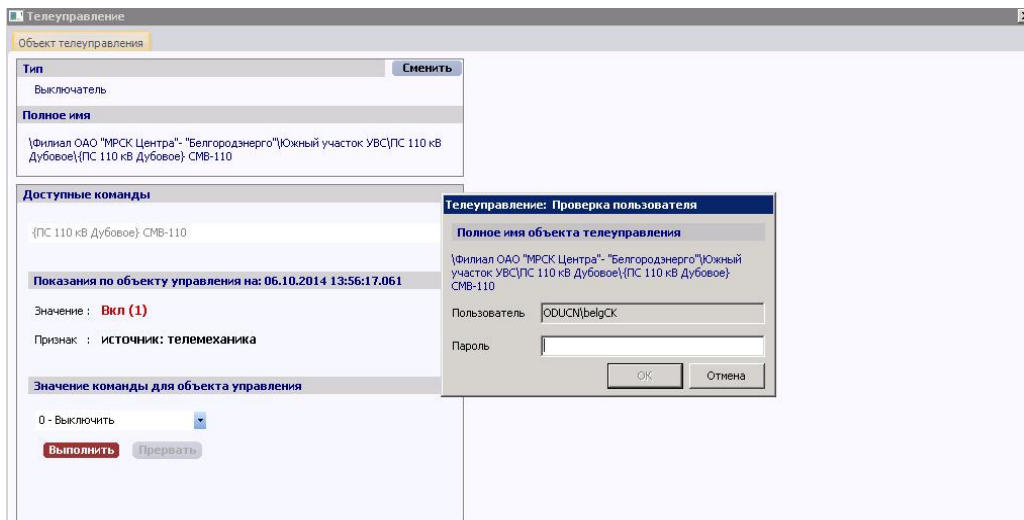 Телеуправление
Объект телеуправления
Тип
Сменить
Выключатель
Полное имя
\Филиал ОАО "МРСК Центра"- "Белгородэнерго"\Южный участок УВС\ПС 110 кВ
Дубовое\{ПС 110 кВ Дубовое} СМВ-110
Доступные команды
{ПС 110 кВ Дубовое} СМВ-110
Показания по объекту управления на: 06.10.2014 13:56:17.061
Значение : Вкл (1)
Признак : источник: телемеханика
Значение команды для объекта управления
0 - Выключить
Выполнить Прервать
Телеуправление: Проверка пользователя
Полное имя объекта телеуправления
\Филиал ОАО "МРСК Центра"- "Белгородэнерго"\Южный
участок УВС\ПС 110 кВ Дубовое\{ПС 110 кВ Дубовое}
СМВ-110
Пользователь ODUCN\belgCK
Пароль
OK Отмена